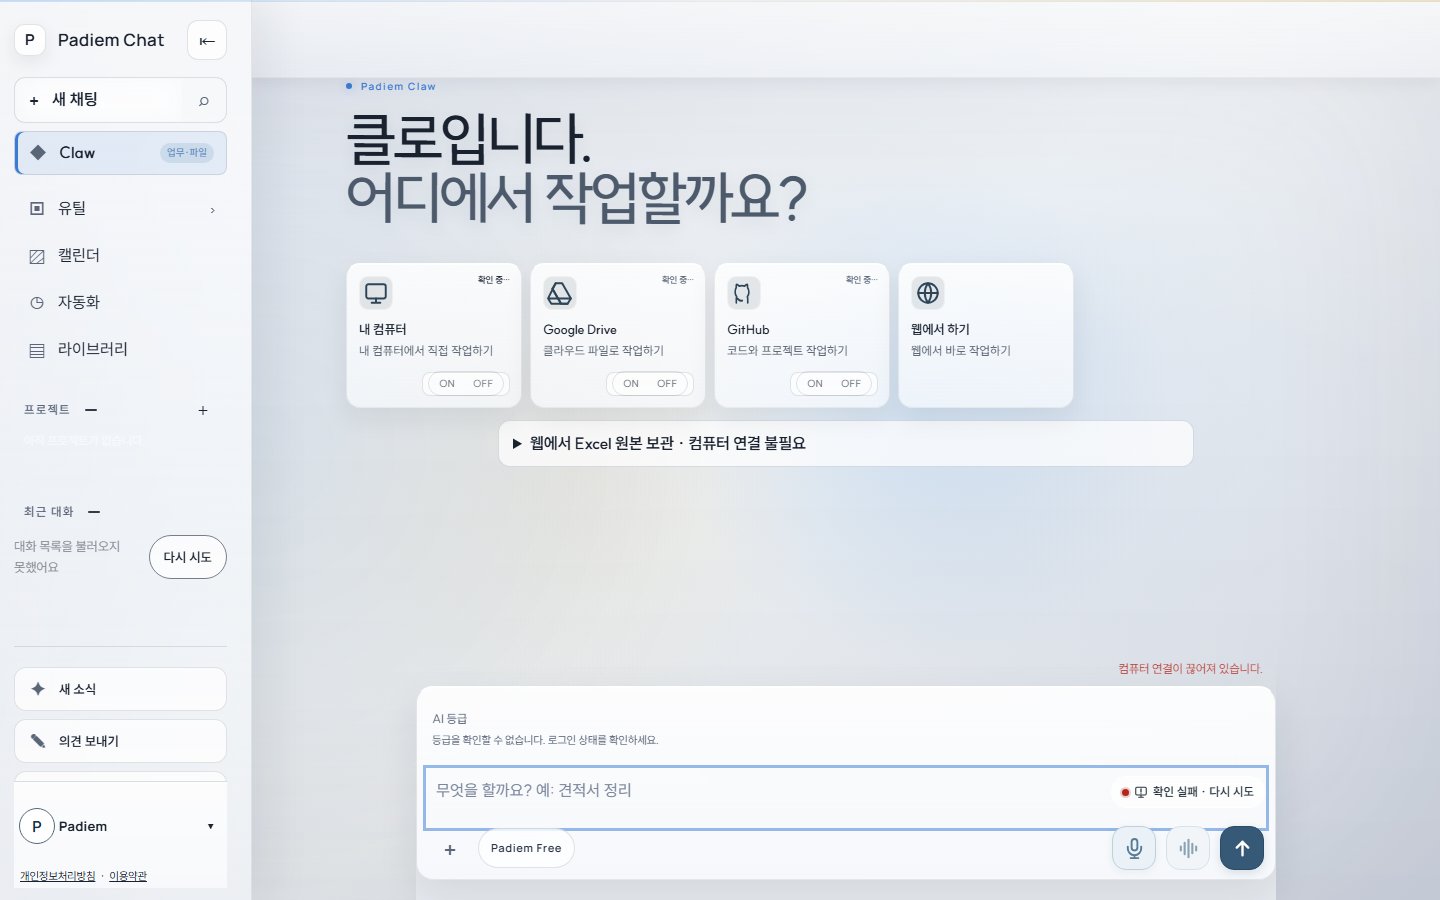 P Padiem Chat
+ 새 채팅
Claw 업무·파일
유틸
캘린더
자동화
라이브러리
프로젝트
아직 프로젝트가 없습니다
최근 대화
대화 목록을 불러오지
못했어요
다시 시도
새 소식
의견 보내기
P Padiem
개인정보처리방침 · 이용약관
Padiem Claw
클로입니다.
어디에서 작업할까요?
확인 중…
내 컴퓨터
내 컴퓨터에서 직접 작업하기
ON OFF
확인 중…
Google Drive
클라우드 파일로 작업하기
ON OFF
확인 중…
GitHub
코드와 프로젝트 작업하기
ON OFF
웹에서 하기
웹에서 바로 작업하기
▶ 웹에서 Excel 원본 보관 · 컴퓨터 연결 불필요
컴퓨터 연결이 끊어져 있습니다.
AI 등급
등급을 확인할 수 없습니다. 로그인 상태를 확인하세요.
무엇을 할까요? 예: 견적서 정리
확인 실패 · 다시 시도
+ Padiem Free